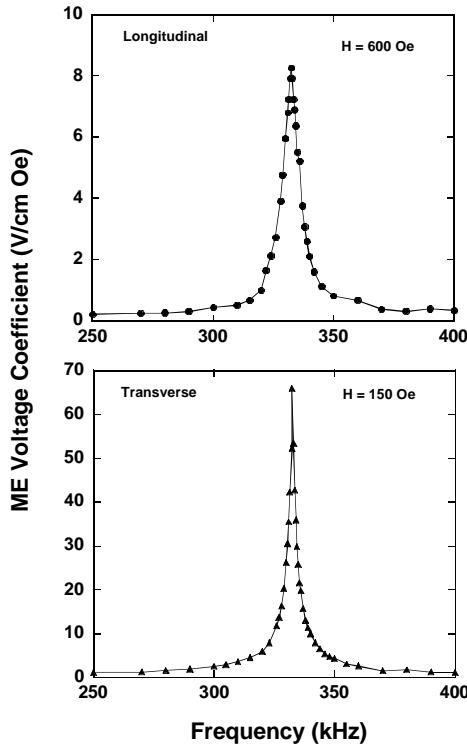 10
Longitudinal
H = 600 Oe
8
6
4
2
0
250 300 350 400
ME Voltage Coefficient (V/cm Oe)
70
Transverse
H = 150 Oe
60
50
40
30
20
10
0
250 300 350 400
Frequency (kHz)